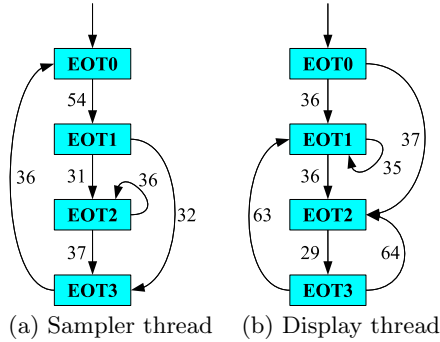 EOT0 EOT0
54 36 37
EOT1 EOT1
36 31 36 32 63 36 35
EOT2 EOT2
37 29 64
EOT3 EOT3
(a) Sampler thread (b) Display thread